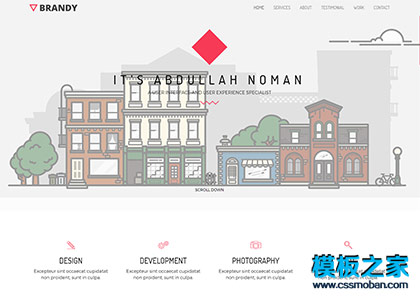 BRANDY
HOME SERVICES ABOUT TESTIMONIAL WORK CONTACT
IT'S ABDULLAH NOMAN
A USER INTERFACE AND USER EXPERIENCE SPECIALIST
SCROLL DOWN
DESIGN DEVELOPMENT PHOTOGRAPHY
Excepteur sint occaecat cupidatat Excepteur sint occaecat cupidatat Excepteur sint occaecat cupidatat
non proident, sunt in culpa. non proident, sunt in culpa. non proident, sunt in culpa.
模板之家
www.cssmoban.com